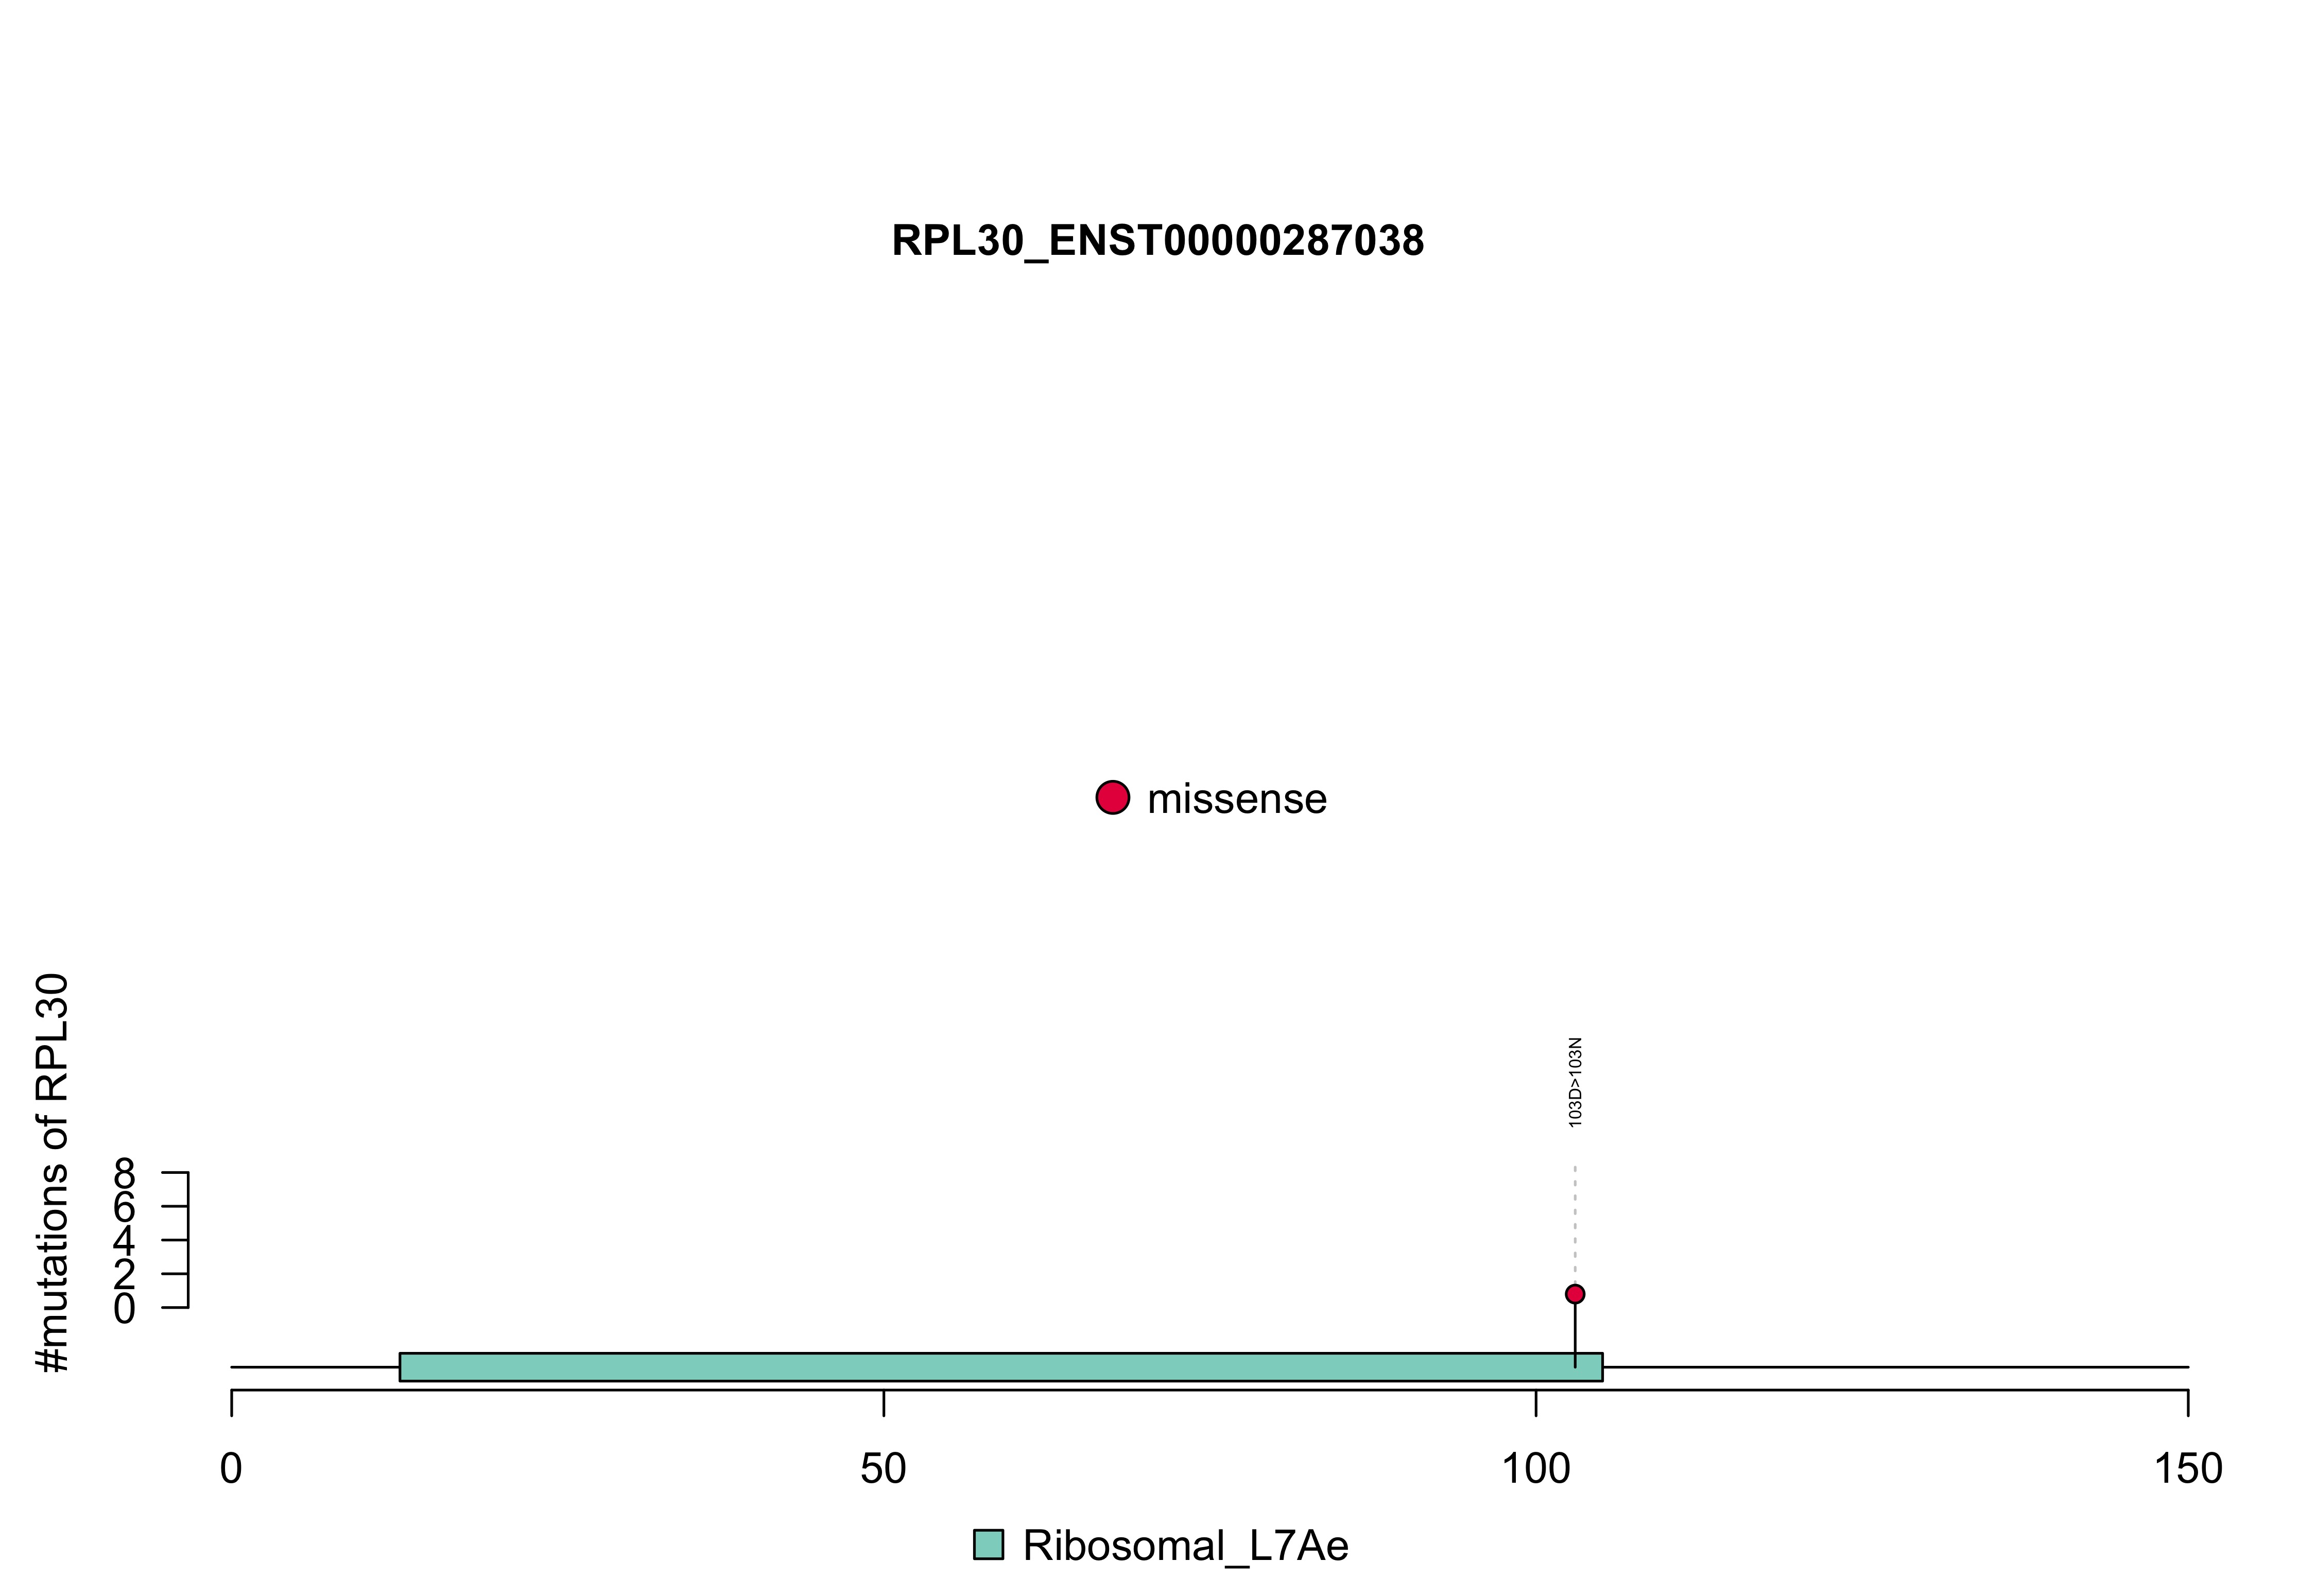 RPL30_ENST00000287038
missense
#mutations of RPL30
103D>103N
8
6
4
2
0
0 50 100 150
Ribosomal_L7Ae